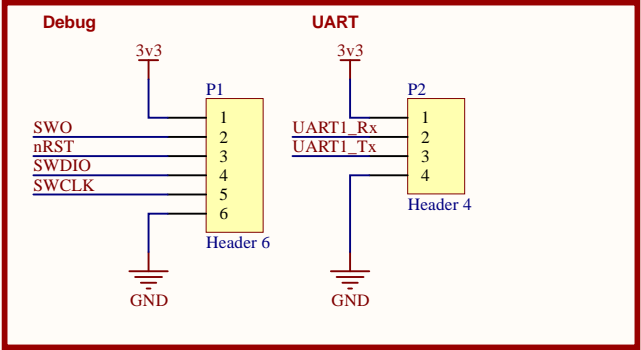 Debug
3v3
P1
SWO
nRST
SWDIO
SWCLK
1
2
3
4
5
6
Header 6
GND
UART
3v3
P2
UART1_Rx
UART1_Tx
1
2
3
4
Header 4
GND